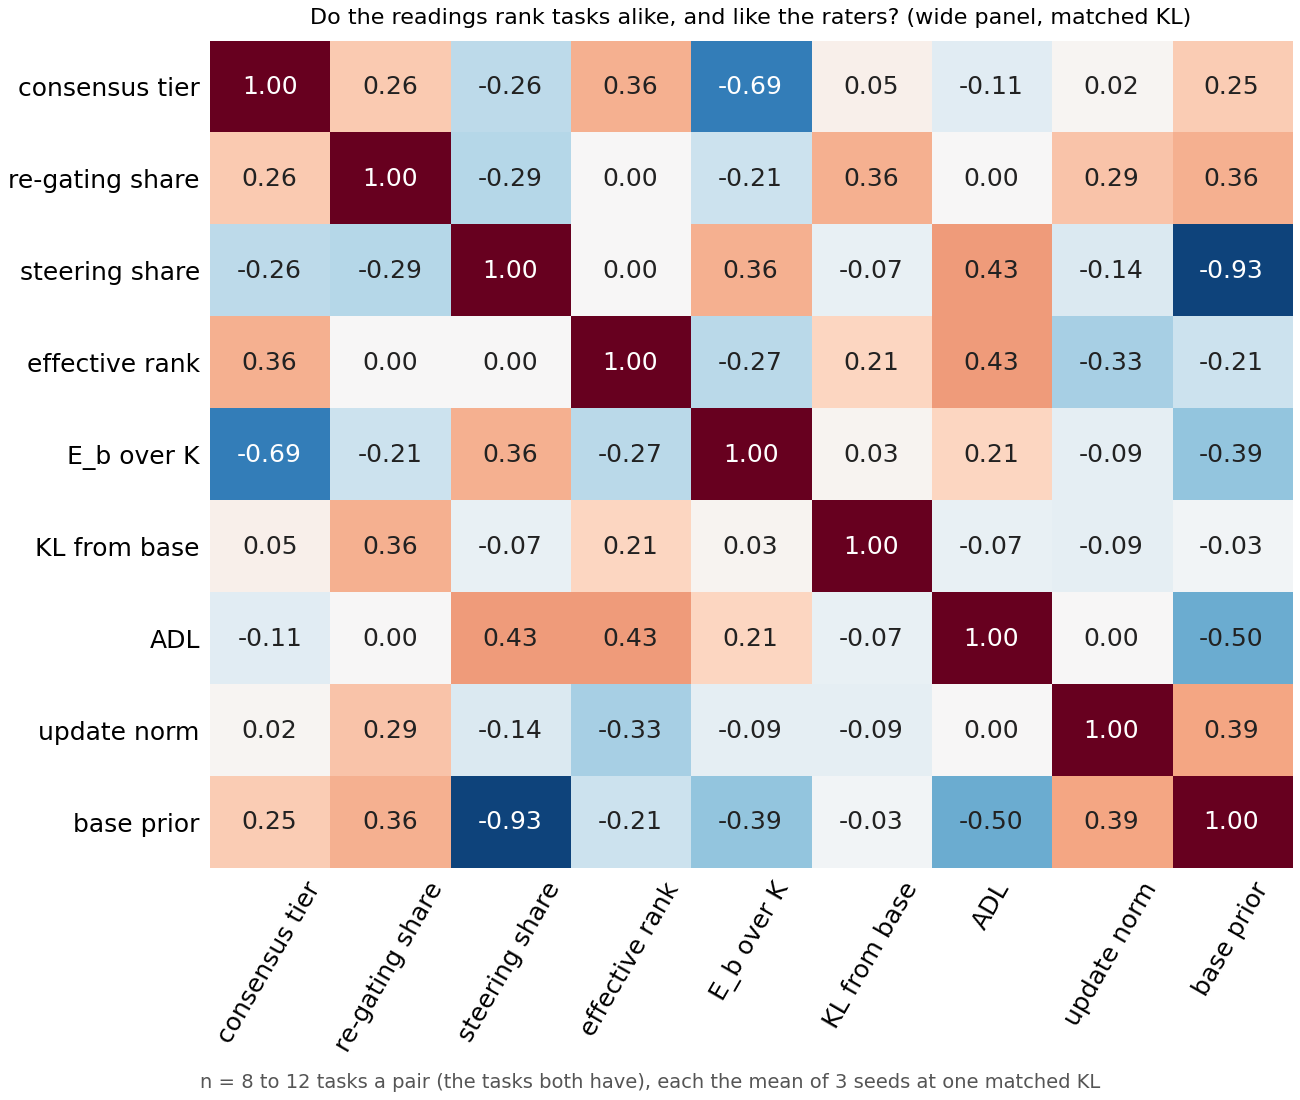 Do the readings rank tasks alike, and like the raters? (wide panel, matched KL)
consensus tier 1.00 0.26 -0.26 0.36 -0.69 0.05 -0.11 0.02 0.25
re-gating share 0.26 1.00 -0.29 0.00 -0.21 0.36 0.00 0.29 0.36
steering share -0.26 -0.29 1.00 0.00 0.36 -0.07 0.43 -0.14 -0.93
effective rank 0.36 0.00 0.00 1.00 -0.27 0.21 0.43 -0.33 -0.21
E_b over K -0.69 -0.21 0.36 -0.27 1.00 0.03 0.21 -0.09 -0.39
KL from base 0.05 0.36 -0.07 0.21 0.03 1.00 -0.07 -0.09 -0.03
ADL -0.11 0.00 0.43 0.43 0.21 -0.07 1.00 0.00 -0.50
update norm 0.02 0.29 -0.14 -0.33 -0.09 -0.09 0.00 1.00 0.39
base prior 0.25 0.36 -0.93 -0.21 -0.39 -0.03 -0.50 0.39 1.00
consensus tier
re-gating share
steering share
effective rank
E_b over K
KL from base
ADL
update norm
base prior
n = 8 to 12 tasks a pair (the tasks both have), each the mean of 3 seeds at one matched KL